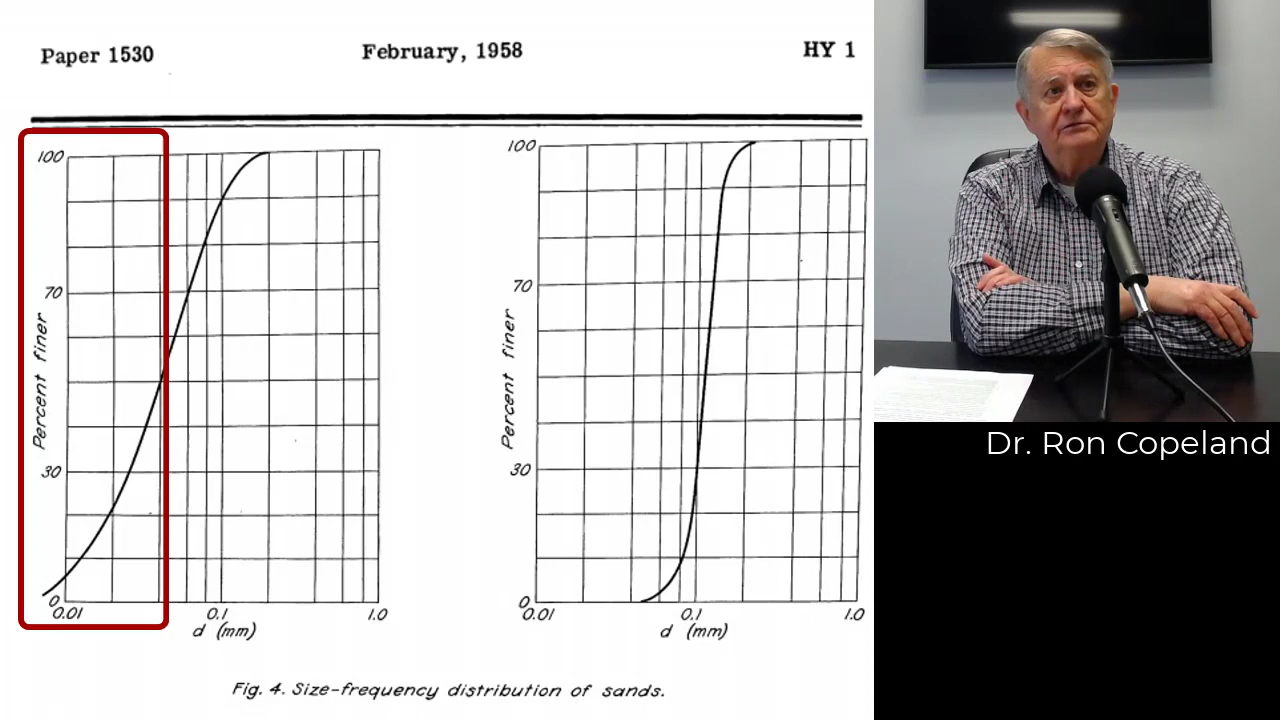 Paper 1530 February, 1958 HY 1
100
70
Percent finer
30
0
0.01 0.1 1.0
d (mm)
100
70
Percent finer
30
0
0.01 0.1 1.0
d (mm)
Fig. 4. Size-frequency distribution of sands.
Dr. Ron Copeland